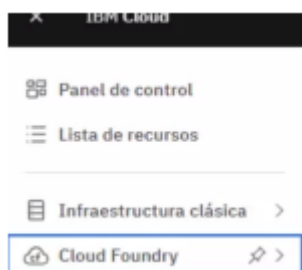 IBM Cloud
Panel de control
Lista de recursos
Infraestructura clásica
Cloud Foundry